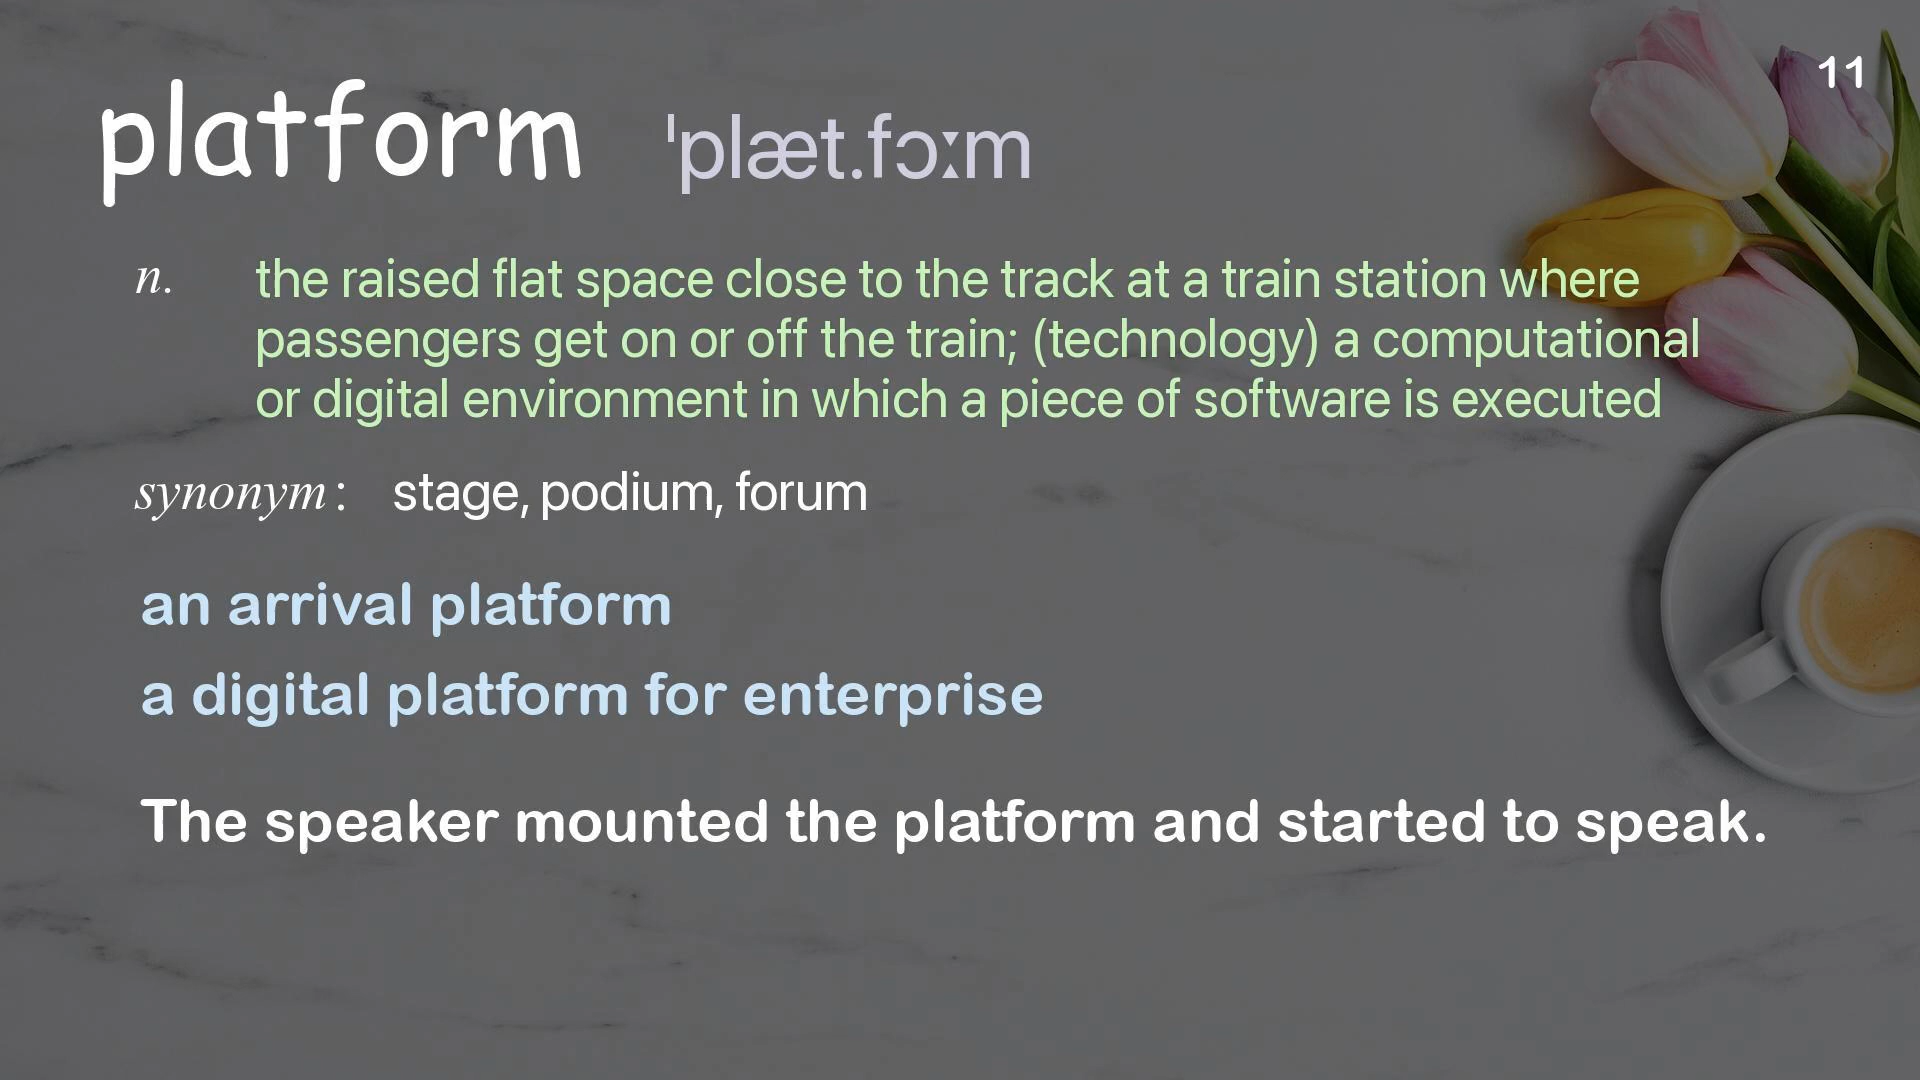 11
platform ˈplæt.fɔːm
n. the raised flat space close to the track at a train station where
passengers get on or off the train; (technology) a computational
or digital environment in which a piece of software is executed
synonym: stage, podium, forum
an arrival platform
a digital platform for enterprise
The speaker mounted the platform and started to speak.